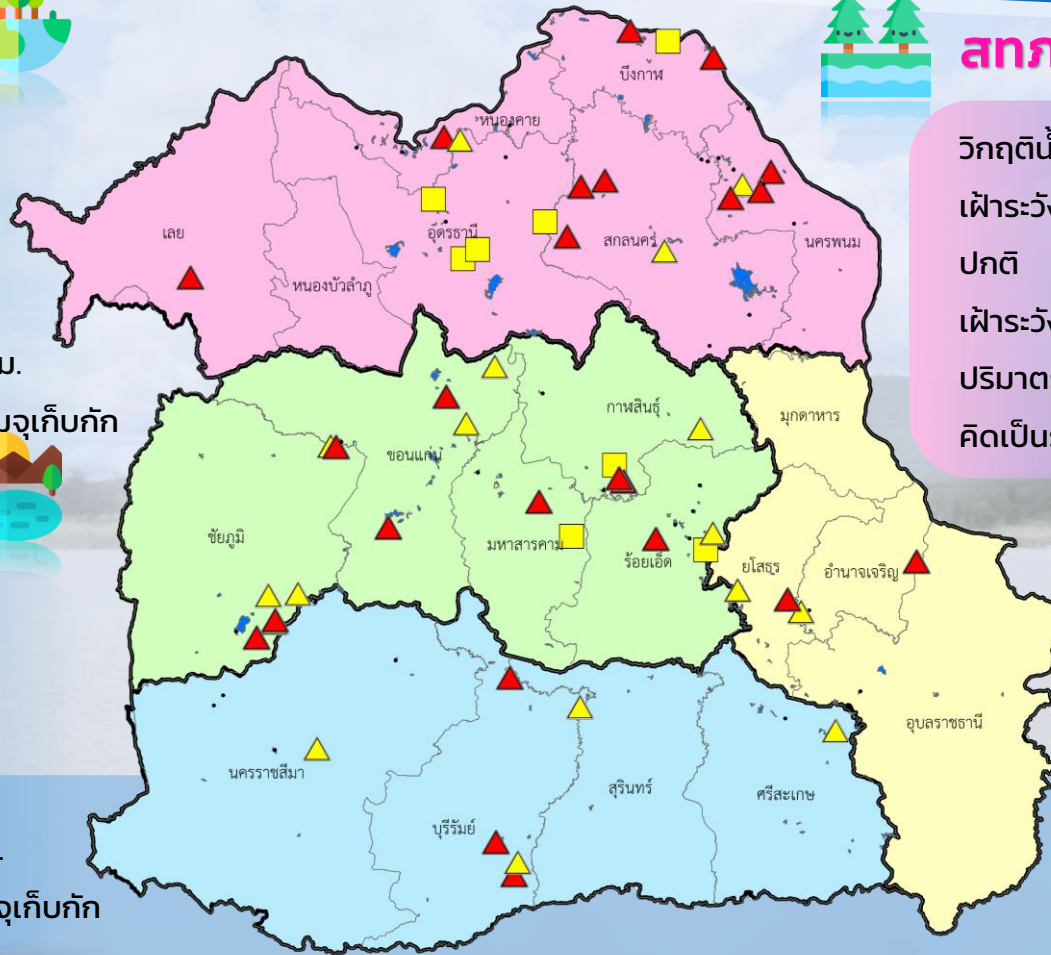 สทภ
วิกฤติน้ำ
เฝ้าระวัง
ปกติ
เฝ้าระวัง
ปริมาตร
คิดเป็น
บึงกาฬ
หนองคาย
เลย
อุดรธานี
สกลนคร
นครพนม
หนองบัวลำภู
ม.
มจุเก็บกัก
กาฬสินธุ์
มุกดาหาร
ขอนแก่น
ชัยภูมิ
มหาสารคาม
ร้อยเอ็ด
ยโสธร
อำนาจเจริญ
อุบลราชธานี
นครราชสีมา
สุรินทร์
ศรีสะเกษ
บุรีรัมย์
.
จุเก็บกัก